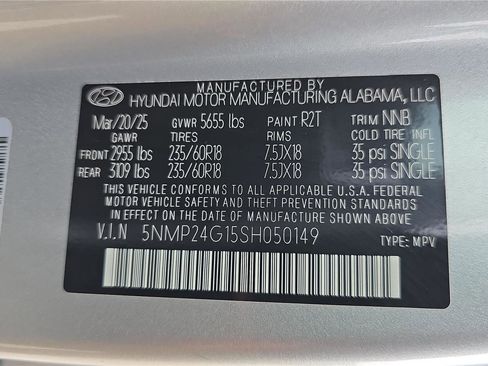 MANUFACTURED BY
HYUNDAI MOTOR MANUFACTURING ALABAMA, LLC
Mar/20/25 GVWR 5655 lbs PAINT R2T TRIM NNB
GAWR TIRES RIMS COLD TIRE INFL
FRONT 2955 lbs 235/60R18 7.5JX18 35 psi SINGLE
REAR 3109 lbs 235/60R18 7.5JX18 35 psi SINGLE
THIS VEHICLE CONFORMS TO ALL APPLICABLE U.S.A. FEDERAL
MOTOR VEHICLE SAFETY AND THEFT PREVENTION STANDARDS
IN EFFECT ON THE DATE OF MANUFACTURE SHOWN ABOVE.
V.I.N 5NMP24G15SH050149 TYPE: MPV